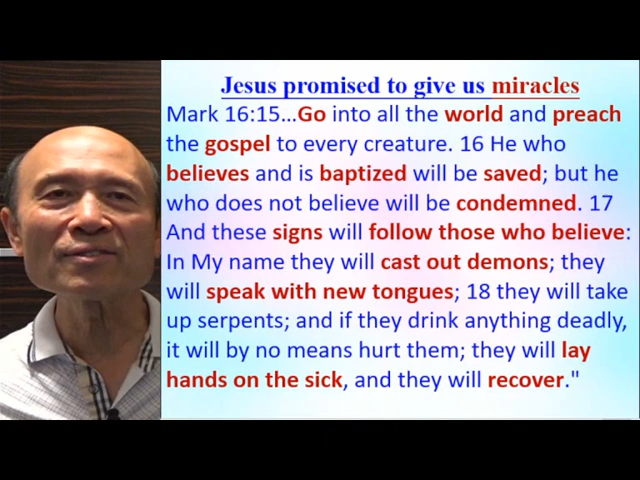 Jesus promised to give us miracles
Mark 16:15…Go into all the world and preach
the gospel to every creature. 16 He who
believes and is baptized will be saved; but he
who does not believe will be condemned. 17
And these signs will follow those who believe:
In My name they will cast out demons; they
will speak with new tongues; 18 they will take
up serpents; and if they drink anything deadly,
it will by no means hurt them; they will lay
hands on the sick, and they will recover."